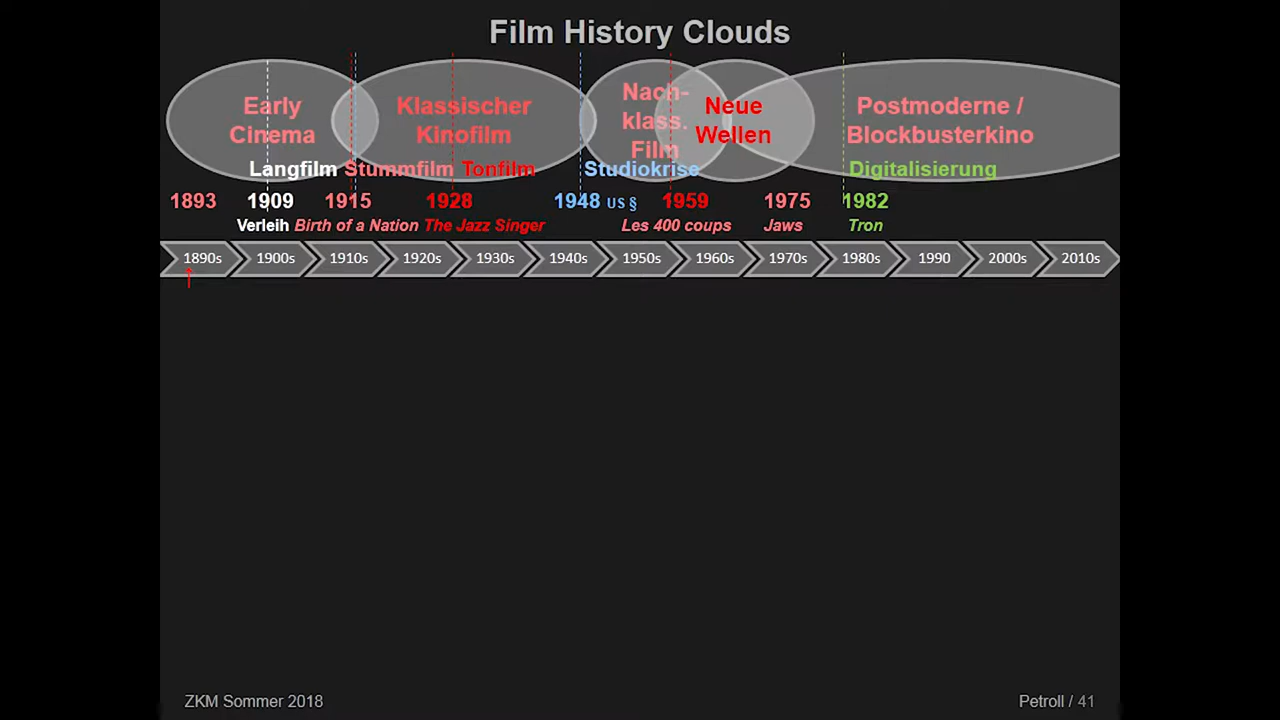 Film History Clouds
Early
Cinema
Klassischer
Kinofilm
Nach-
klass.
Film
Neue
Wellen
Postmoderne /
Blockbusterkino
Langfilm Stummfilm Tonfilm Studiokrise Digitalisierung
1893 1909 1915 1928 1948 US § 1959 1975 1982
Verleih Birth of a Nation The Jazz Singer Les 400 coups Jaws Tron
1890s 1900s 1910s 1920s 1930s 1940s 1950s 1960s 1970s 1980s 1990 2000s 2010s
ZKM Sommer 2018 Petroll / 41